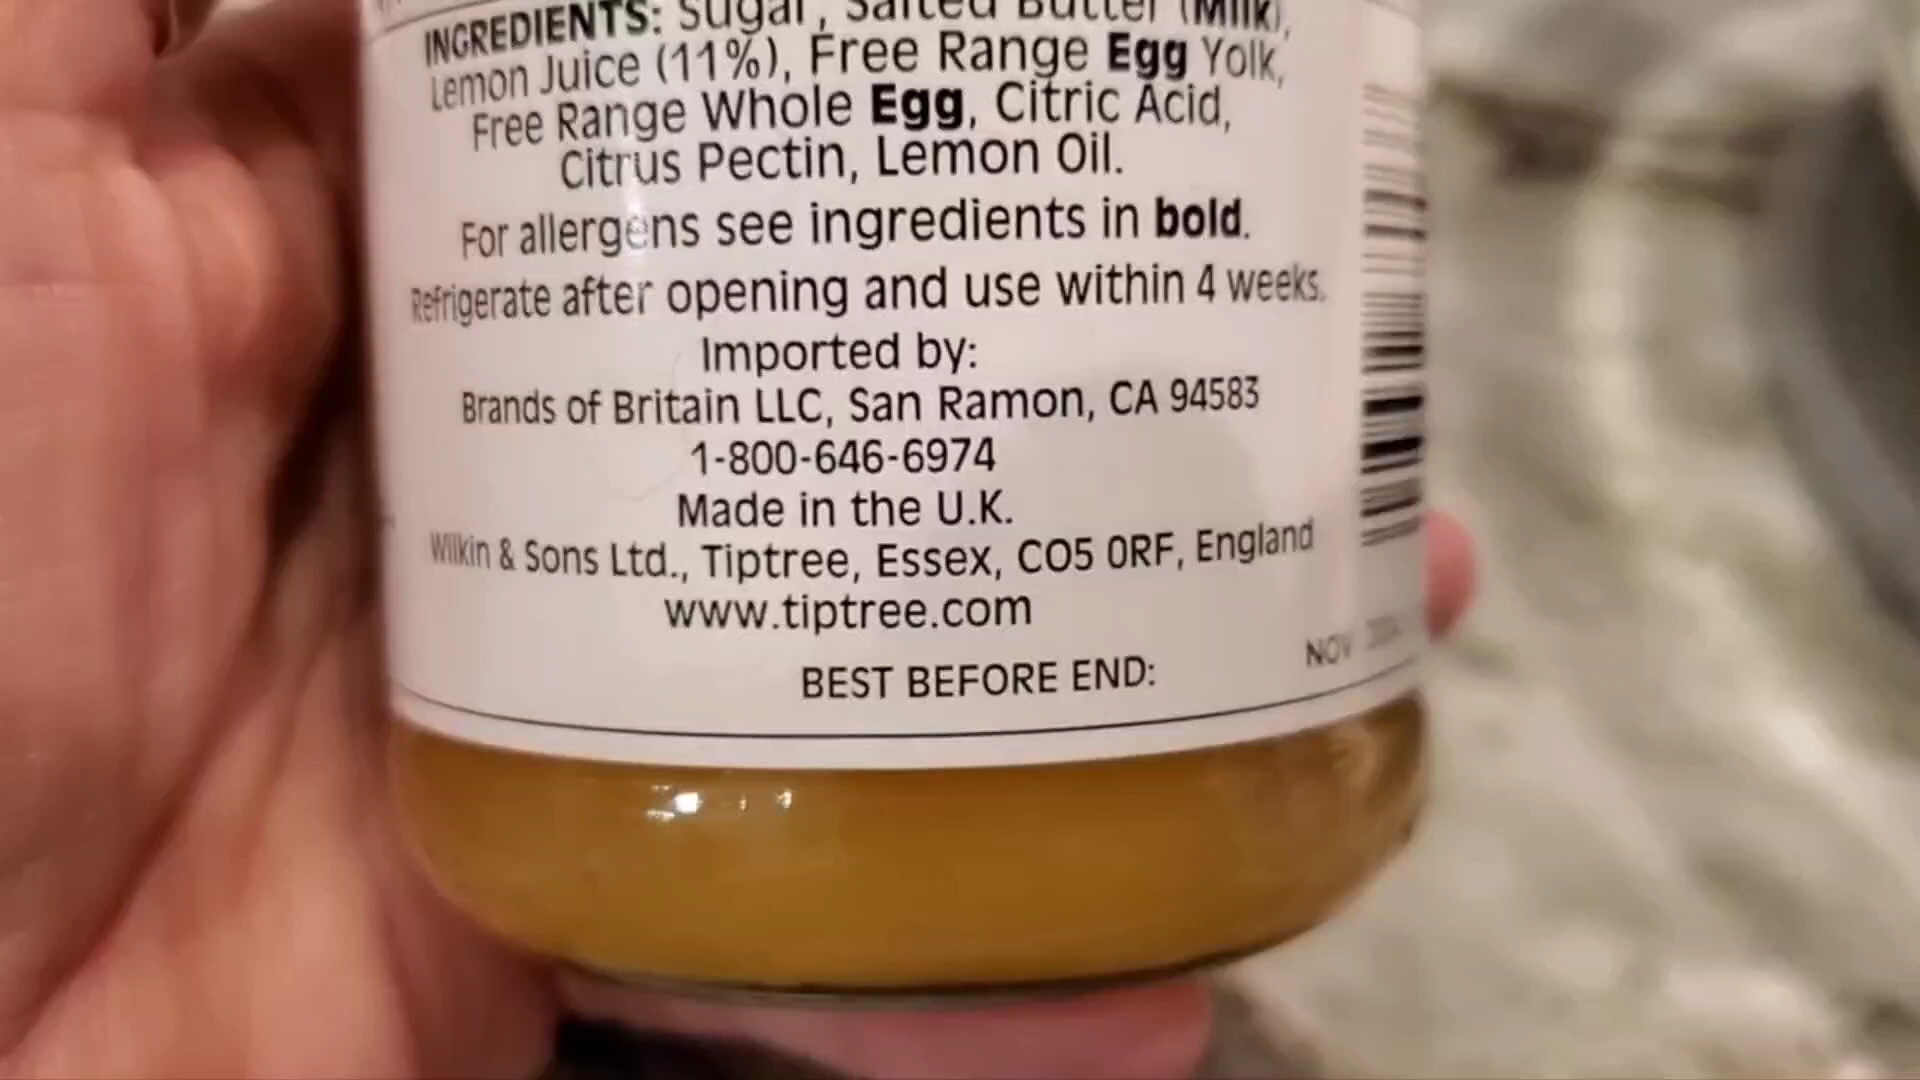 INGREDIENTS: Sugar, Salted Butter (Milk),
Lemon Juice (11%), Free Range Egg Yolk,
Free Range Whole Egg, Citric Acid,
Citrus Pectin, Lemon Oil.
For allergens see ingredients in bold.
Refrigerate after opening and use within 4 weeks.
Imported by:
Brands of Britain LLC, San Ramon, CA 94583
1-800-646-6974
Made in the U.K.
Wilkin & Sons Ltd., Tiptree, Essex, CO5 0RF, England
www.tiptree.com
BEST BEFORE END: NOV